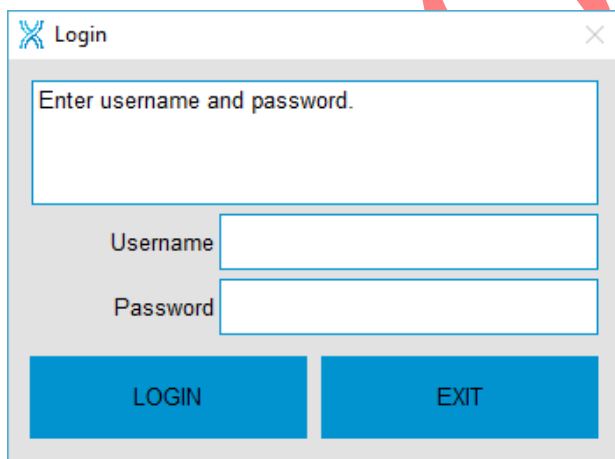 Login
Enter username and password.
Username
Password
LOGIN EXIT